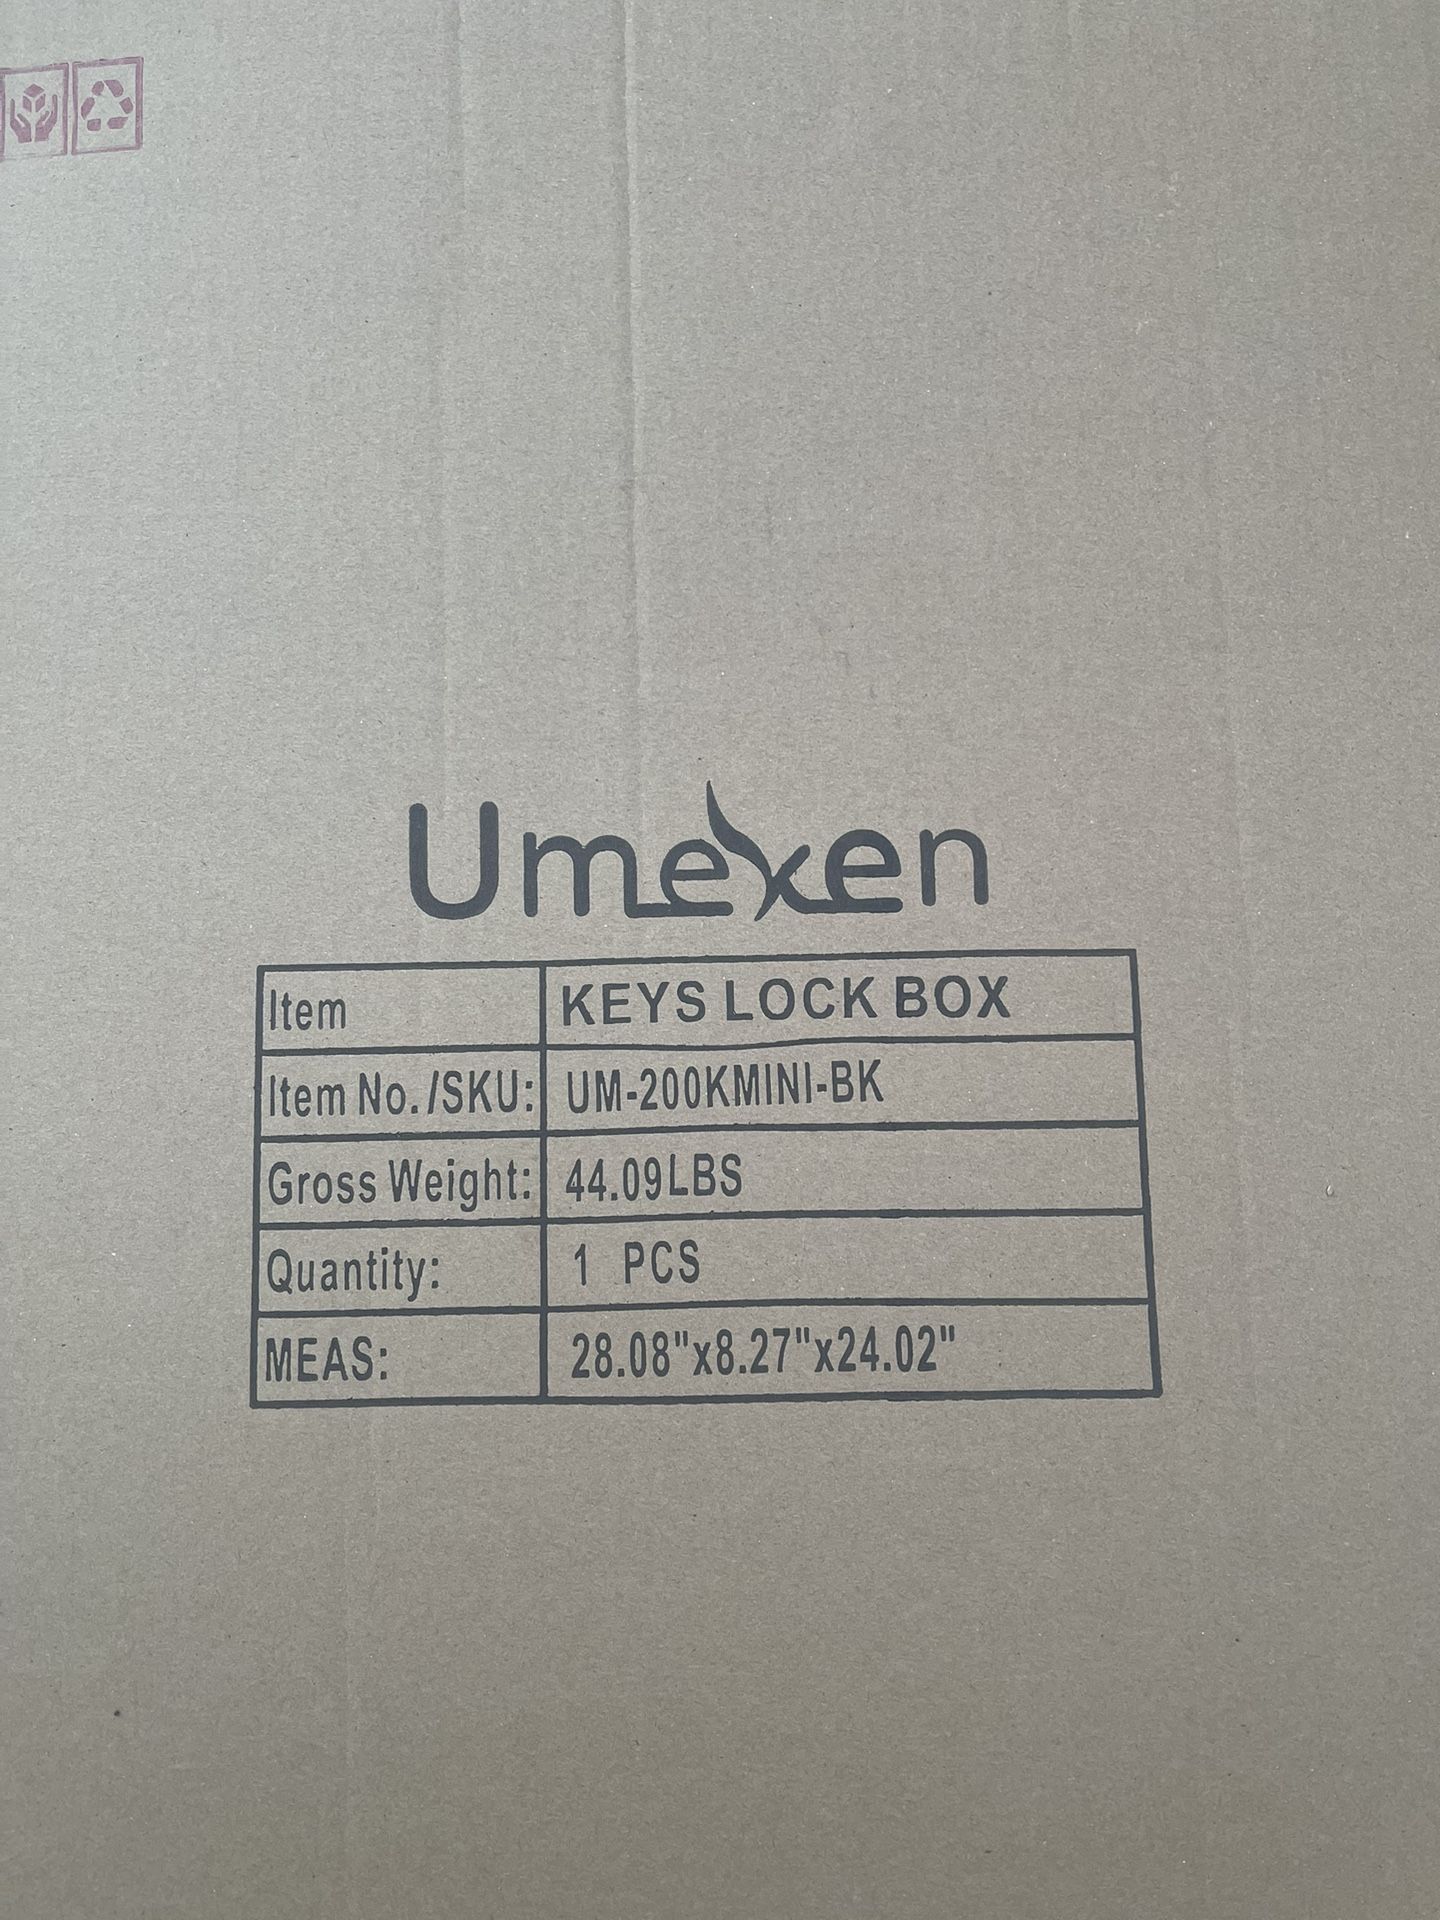 Umexen
Item KEYS LOCK BOX
Item No./SKU: UM-200KMINI-BK
Gross Weight: 44.09LBS
Quantity: 1 PCS
MEAS: 28.08"x8.27"x24.02"